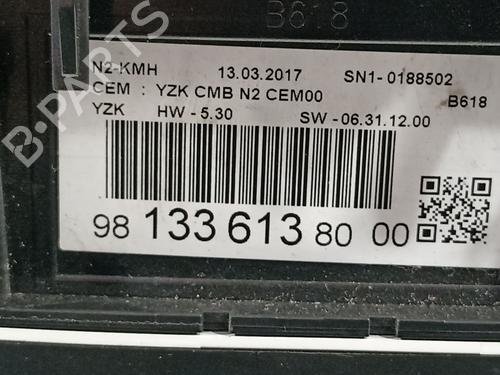 B618
N2-KMH 13.03.2017 SN1-0188502
CEM : YZK CMB N2 CEM00 B618
YZK HW - 5.30 SW - 06.31.12.00
98 133 613 80 00
B-PARTS